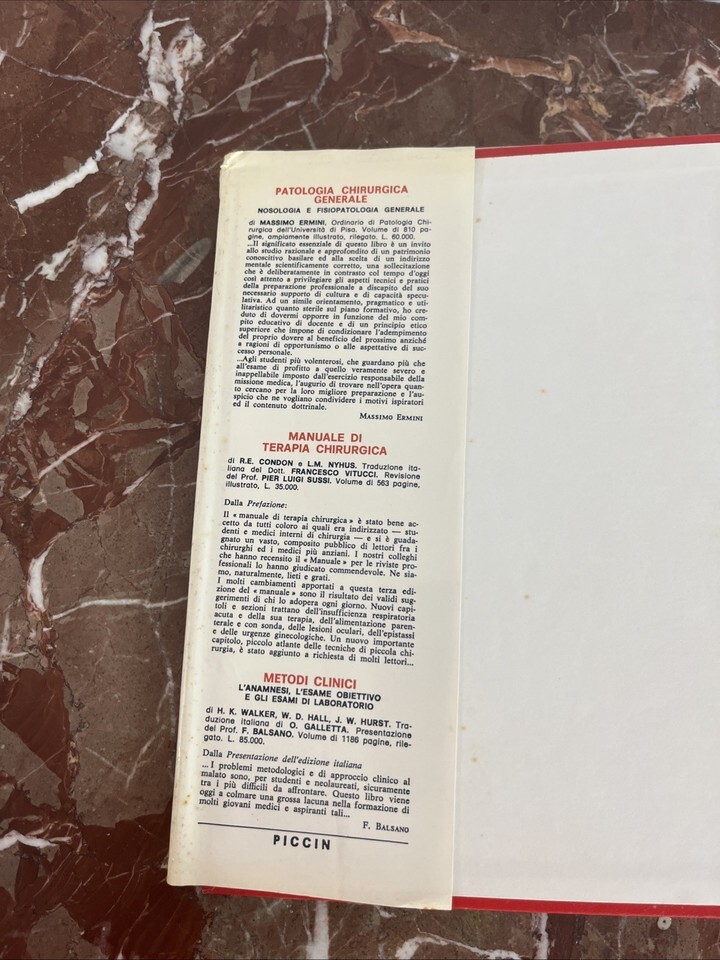 PATOLOGIA CHIRURGICA
GENERALE
NOSOLOGIA E FISIOPATOLOGIA GENERALE
di MASSIMO ERMINI, Ordinario di Patologia Chi-
rurgica dell'Università di Pisa. Volume di 810 pa-
gine, ampiamente illustrato, rilegato. L. 60.000.
...Il significato essenziale di questo libro è un invito
allo studio razionale e approfondito di un patrimonio
conoscitivo basilare ed alla scelta di un indirizzo
mentale scientificamente corretto, una sollecitazione
che è deliberatamente in contrasto col tempo d'oggi
così attento a privilegiare gli aspetti tecnici e pratici
della preparazione professionale a discapito del suo
necessario supporto di cultura e di capacità specu-
lativa. Ad un simile orientamento, pragmatico e uti-
litaristico quanto sterile sul piano formativo, ho cre-
duto di dovermi opporre in funzione del mio com-
pito educativo di docente e di un principio etico
superiore che impone di condizionare l'adempimento
del proprio dovere al beneficio del prossimo anziché
a ragioni di opportunismo o alle aspettative di suc-
cesso personale.
...Agli studenti più volenterosi, che guardano più che
all'esame di profitto a quello veramente severo e
inappellabile imposto dall'esercizio responsabile della
missione medica, l'augurio di trovare nell'opera quan-
to cercano per la loro migliore preparazione e l'au-
spicio che ne vogliano condividere i motivi ispiratori
ed il contenuto dottrinale.
MASSIMO ERMINI
MANUALE DI
TERAPIA CHIRURGICA
di R.E. CONDON e L.M. NYHUS. Traduzione ita-
liana del Dott. FRANCESCO VITUCCI. Revisione
del Prof. PIER LUIGI SUSSI. Volume di 563 pagine,
illustrato, L. 35.000.
Dalla Prefazione:
Il « manuale di terapia chirurgica » è stato bene ac-
cetto da tutti coloro ai quali era indirizzato — stu-
denti e medici interni di chirurgia — e si è guada-
gnato un vasto, composito pubblico di lettori fra i
chirurghi ed i medici più anziani. I nostri colleghi
che hanno recensito il « Manuale » per le riviste pro-
fessionali lo hanno giudicato commendevole. Ne sia-
mo, naturalmente, lieti e grati.
I molti cambiamenti apportati a questa terza edi-
zione del « manuale » sono il risultato dei validi sug-
gerimenti di chi lo adopera ogni giorno. Nuovi capi-
toli e sezioni trattano dell'insufficienza respiratoria
acuta e della sua terapia, dell'alimentazione paren-
terale e con sonda, delle lesioni oculari, dell'epistassi
e delle urgenze ginecologiche. Un nuovo importante
capitolo, piccolo atlante delle tecniche di piccola chi-
rurgia, è stato aggiunto a richiesta di molti lettori...
METODI CLINICI
L'ANAMNESI, L'ESAME OBIETTIVO
E GLI ESAMI DI LABORATORIO
di H. K. WALKER, W. D. HALL, J. W. HURST. Tra-
duzione italiana di O. GALLETTA. Presentazione
del Prof. F. BALSANO. Volume di 1186 pagine, rile-
gato. L. 85.000.
Dalla Presentazione dell'edizione italiana
... I problemi metodologici e di approccio clinico al
malato sono, per studenti e neolaureati, sicuramente
tra i più difficili da affrontare. Questo libro viene
oggi a colmare una grossa lacuna nella formazione di
molti giovani medici e aspiranti tali...
F. BALSANO
PICCIN